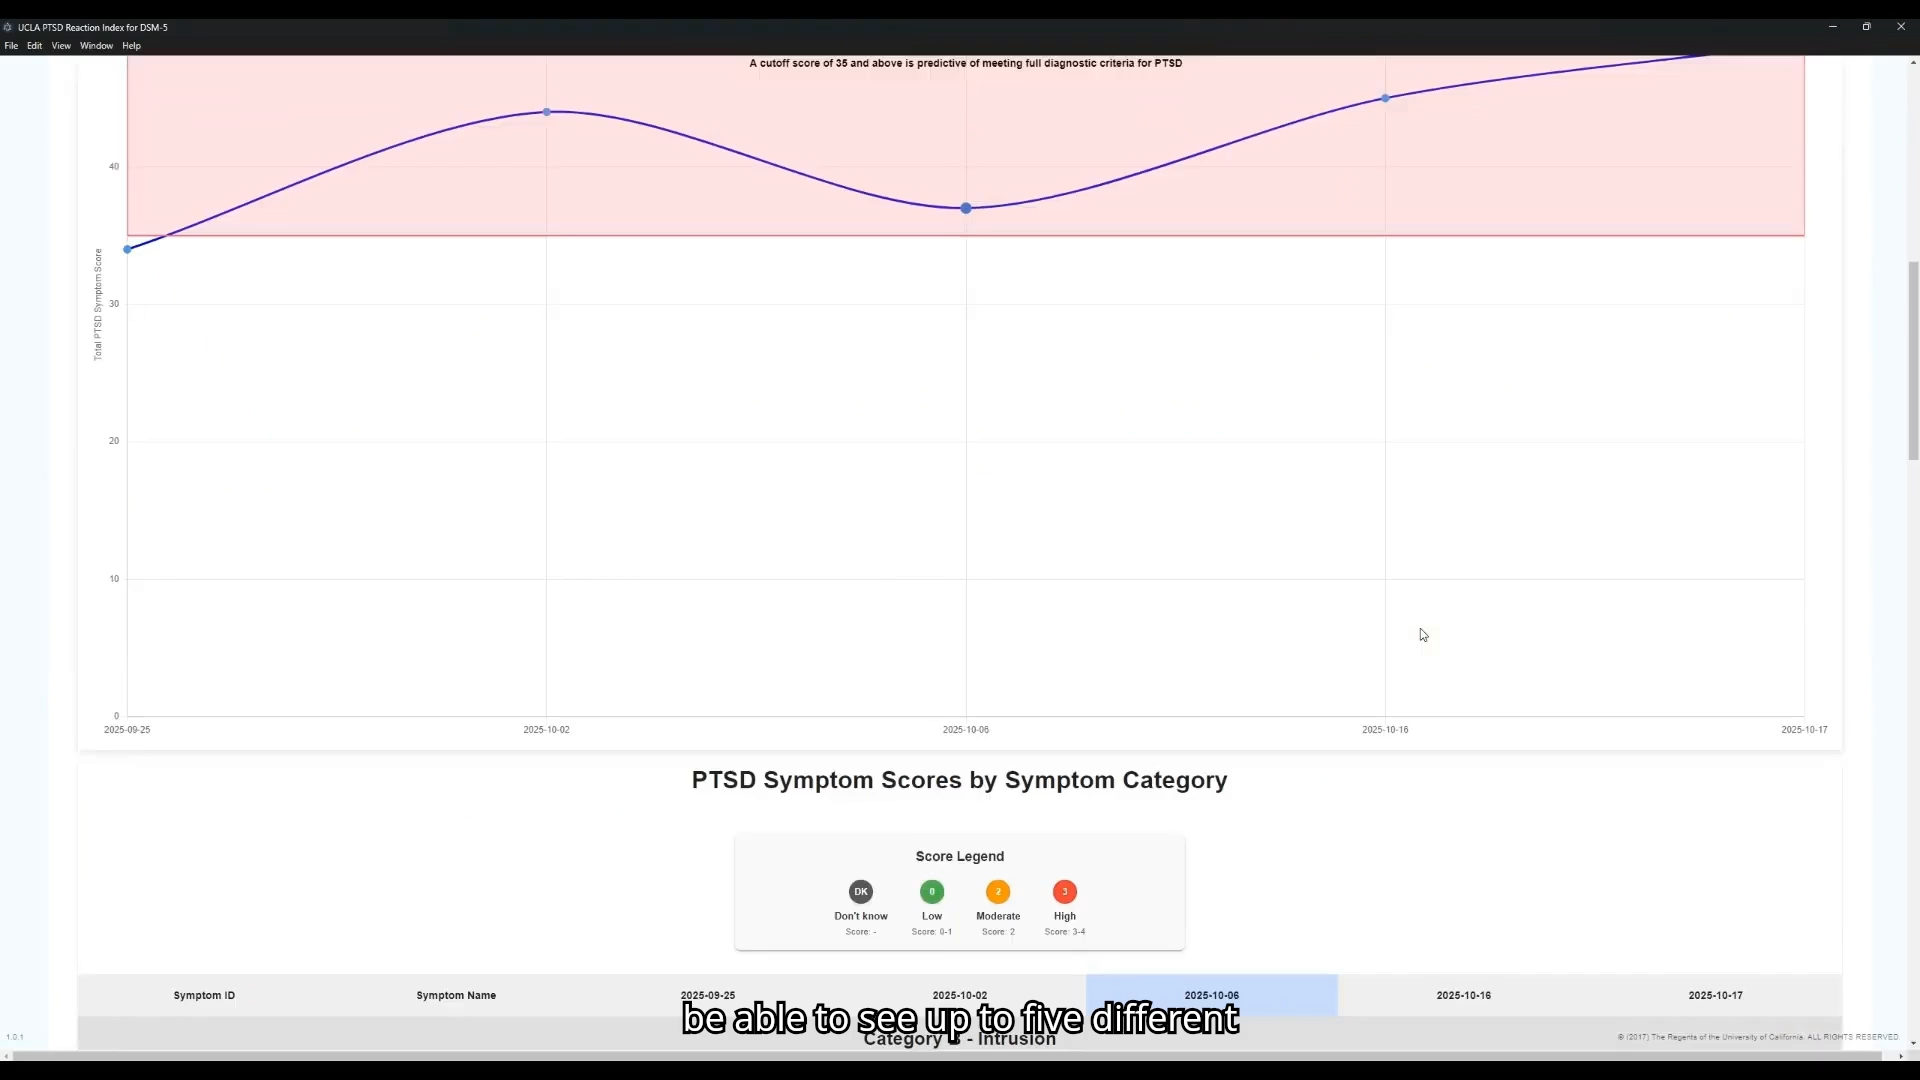 UCLA PTSD Reaction Index for DSM-5
File Edit View Window Help
A cutoff score of 35 and above is predictive of meeting full diagnostic criteria for PTSD
40
30
20
10
0
Total PTSD Symptom Score
2025-09-25 2025-10-02 2025-10-06 2025-10-16 2025-10-17
PTSD Symptom Scores by Symptom Category
Score Legend
DK 0 2 3
Don't know Low Moderate High
Score: - Score: 0-1 Score: 2 Score: 3-4
Symptom ID Symptom Name 2025-09-25 2025-10-02 2025-10-06 2025-10-16 2025-10-17
be able to see up to five different
Category - Intrusion
1.0.1
© (2017) The Regents of the University of California. ALL RIGHTS RESERVED.